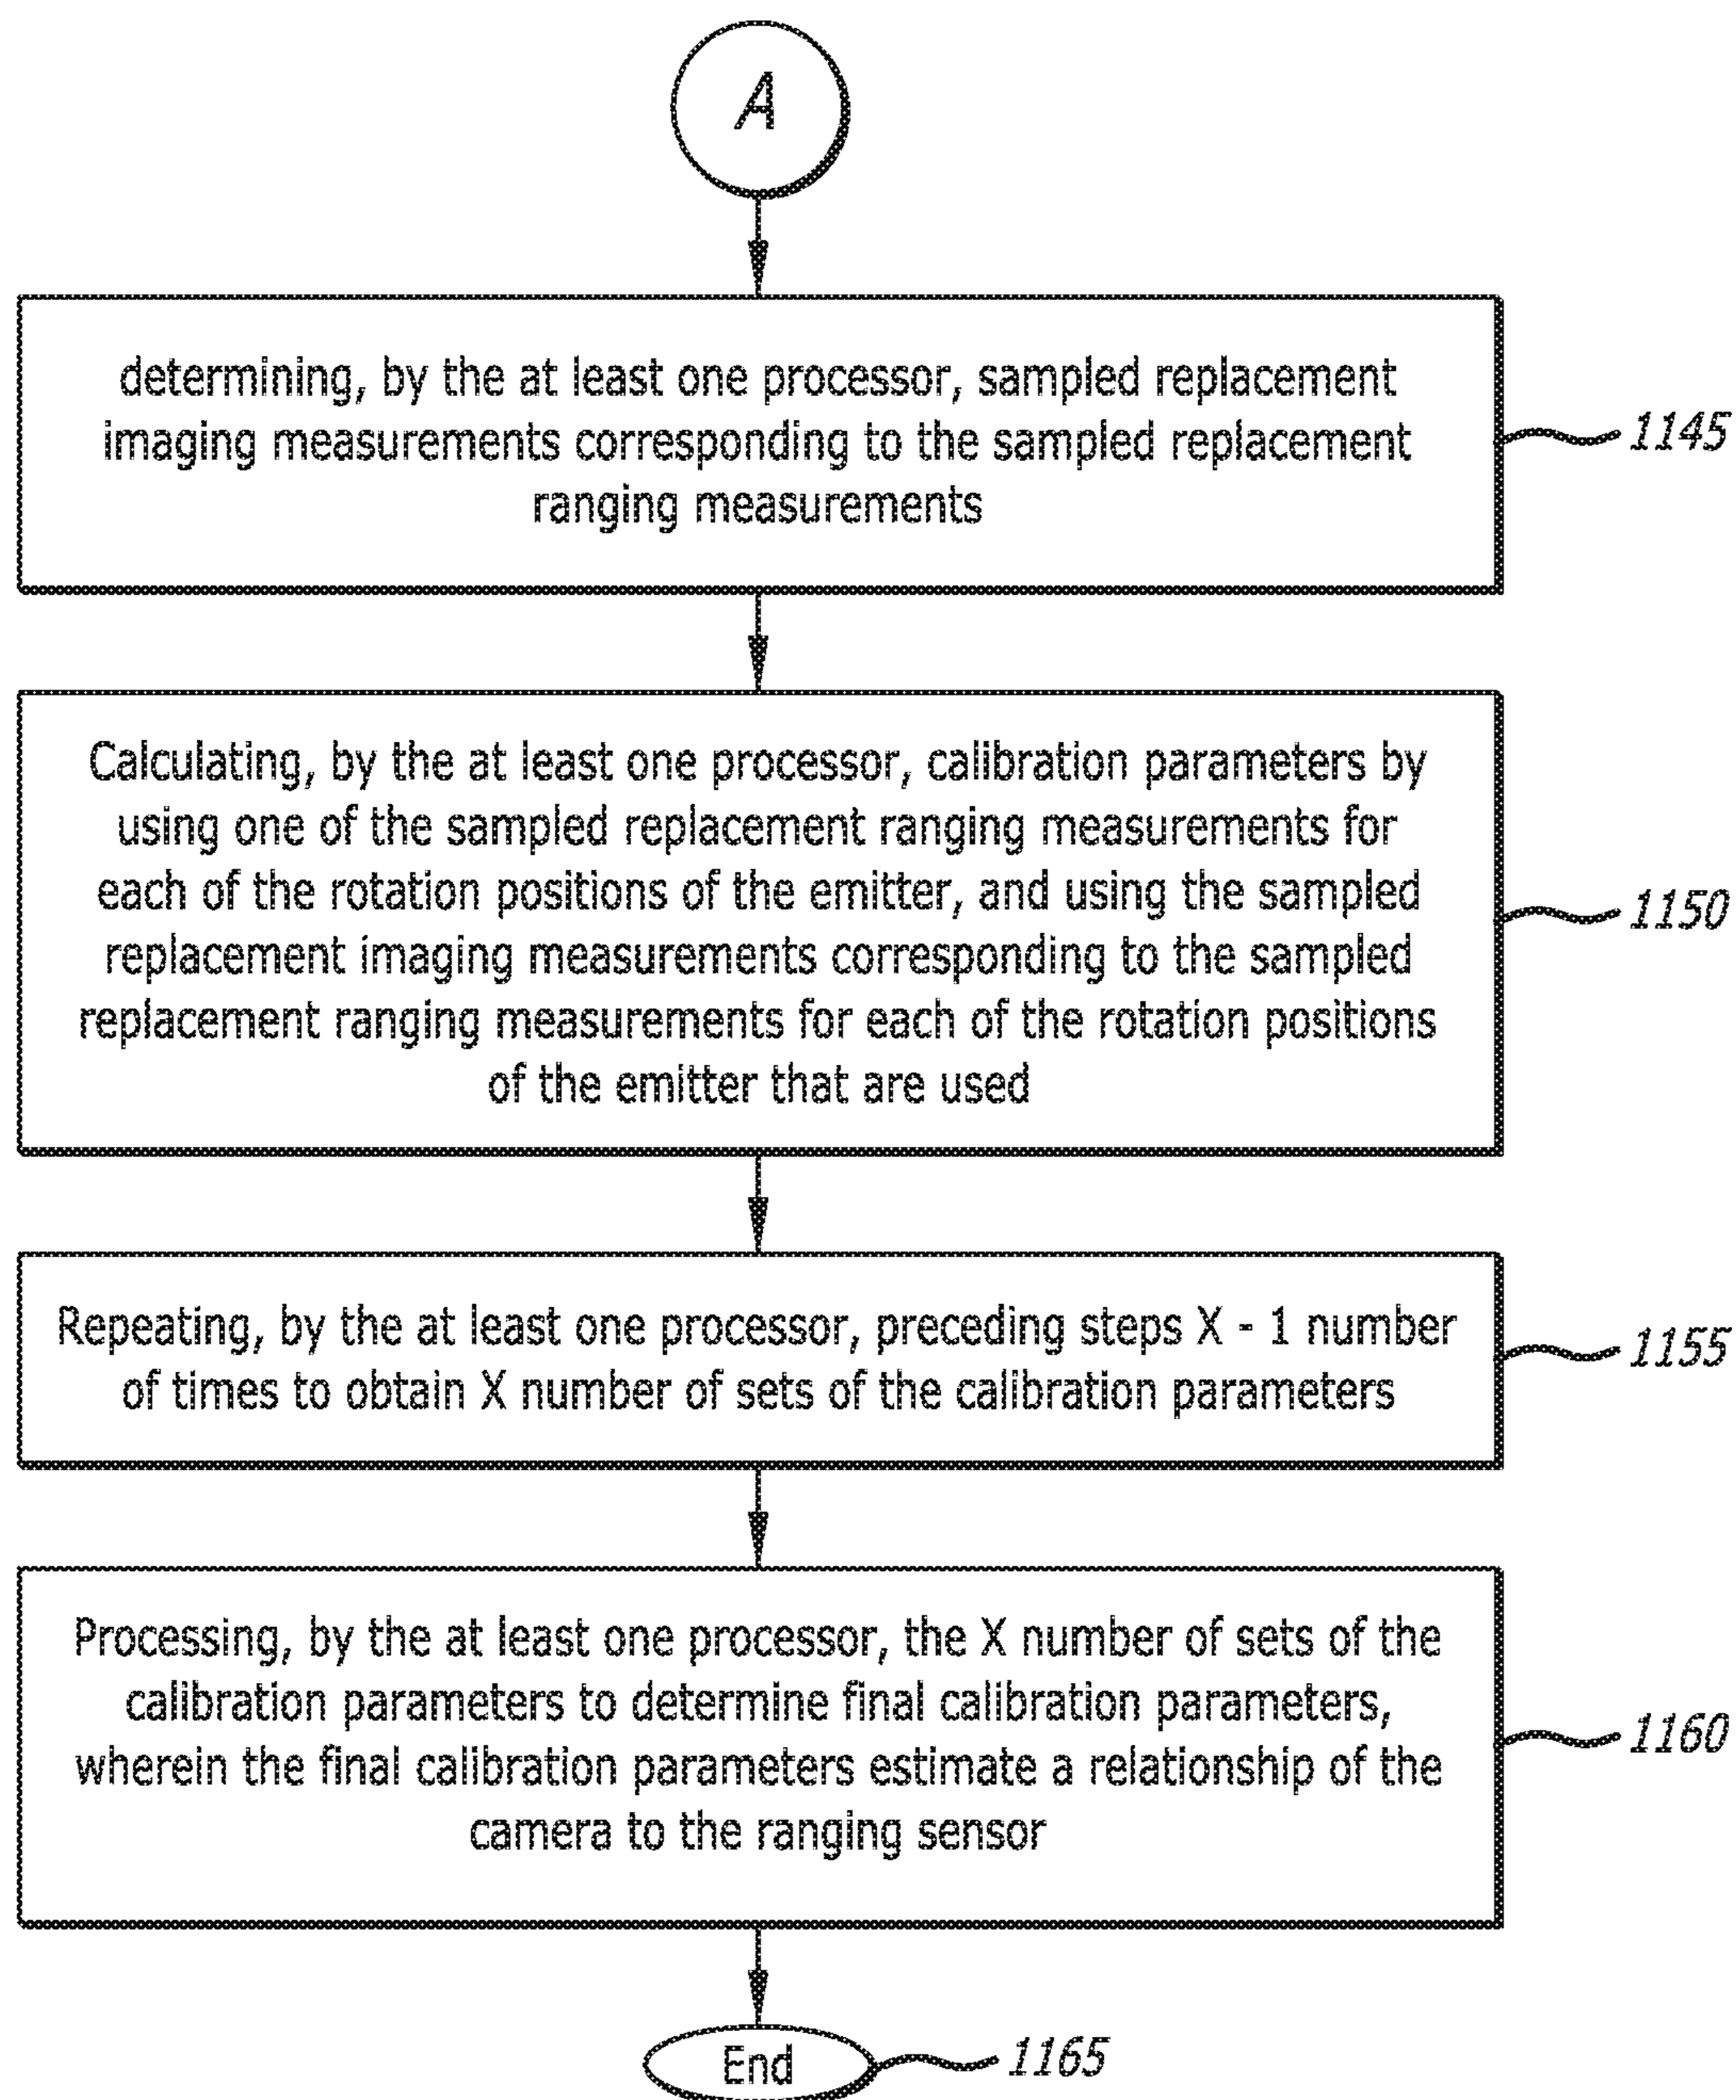 A
determining, by the at least one processor, sampled replacement
imaging measurements corresponding to the sampled replacement
ranging measurements
1145
Calculating, by the at least one processor, calibration parameters by
using one of the sampled replacement ranging measurements for
each of the rotation positions of the emitter, and using the sampled
replacement imaging measurements corresponding to the sampled
replacement ranging measurements for each of the rotation positions
of the emitter that are used
1150
Repeating, by the at least one processor, preceding steps X - 1 number
of times to obtain X number of sets of the calibration parameters
1155
Processing, by the at least one processor, the X number of sets of the
calibration parameters to determine final calibration parameters,
wherein the final calibration parameters estimate a relationship of the
camera to the ranging sensor
1160
End
1165